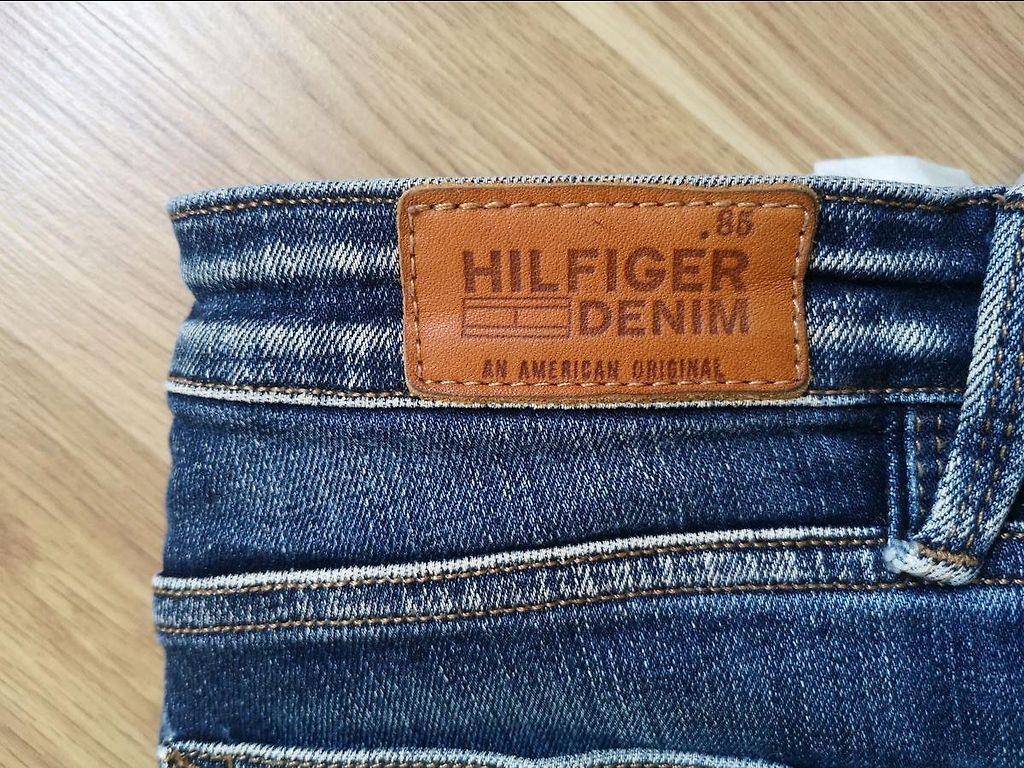 .85
HILFIGER
DENIM
AN AMERICAN ORIGINAL